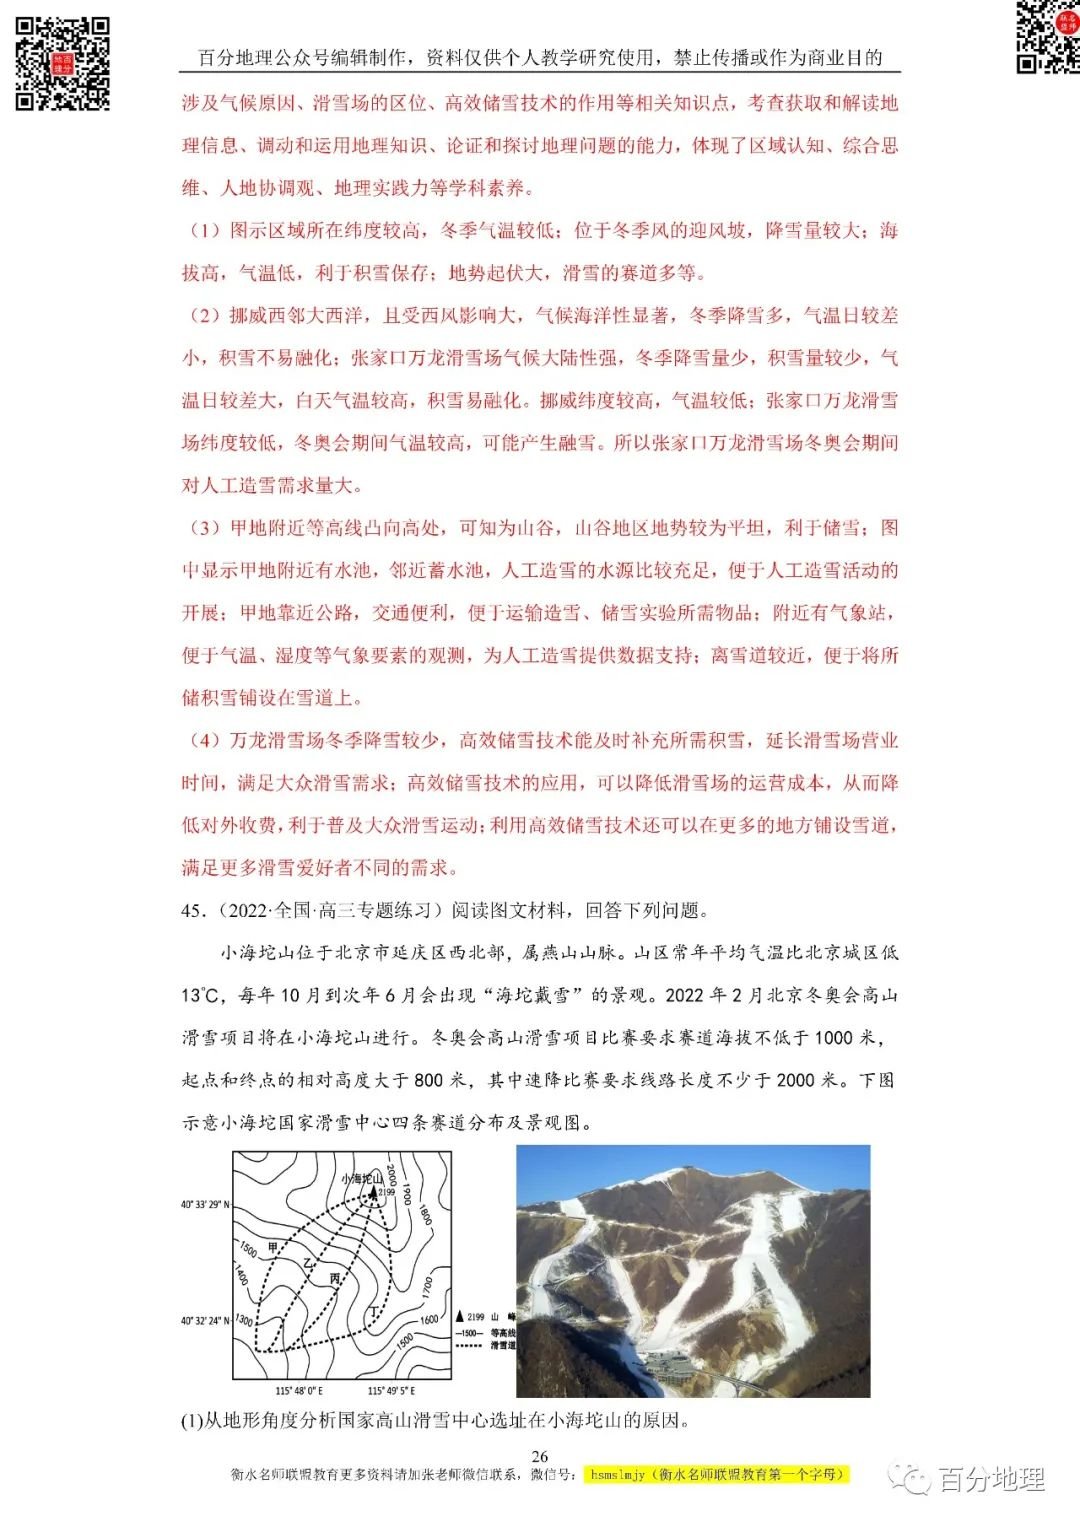 百分地理公众号编辑制作，资料仅供个人教学研究使用，禁止传播或作为商业目的
涉及气候原因、滑雪场的区位、高效储雪技术的作用等相关知识点，考查获取和解读地
理信息、调动和运用地理知识、论证和探讨地理问题的能力，体现了区域认知、综合思
维、人地协调观、地理实践力等学科素养。
（1）图示区域所在纬度较高，冬季气温较低；位于冬季风的迎风坡，降雪量较大；海
拔高，气温低，利于积雪保存；地势起伏大，滑雪的赛道多等。
（2）挪威西邻大西洋，且受西风影响大，气候海洋性显著，冬季降雪多，气温日较差
小，积雪不易融化；张家口万龙滑雪场气候大陆性强，冬季降雪量少，积雪量较少，气
温日较差大，白天气温较高，积雪易融化。挪威纬度较高，气温较低；张家口万龙滑雪
场纬度较低，冬奥会期间气温较高，可能产生融雪。所以张家口万龙滑雪场冬奥会期间
对人工造雪需求量大。
（3）甲地附近等高线凸向高处，可知为山谷，山谷地区地势较为平坦，利于储雪；图
中显示甲地附近有水池，邻近蓄水池，人工造雪的水源比较充足，便于人工造雪活动的
开展；甲地靠近公路，交通便利，便于运输造雪、储雪实验所需物品；附近有气象站，
便于气温、湿度等气象要素的观测，为人工造雪提供数据支持；离雪道较近，便于将所
储积雪铺设在雪道上。
（4）万龙滑雪场冬季降雪较少，高效储雪技术能及时补充所需积雪，延长滑雪场营业
时间，满足大众滑雪需求；高效储雪技术的应用，可以降低滑雪场的运营成本，从而降
低对外收费，利于普及大众滑雪运动；利用高效储雪技术还可以在更多的地方铺设雪道，
满足更多滑雪爱好者不同的需求。
45．（2022·全国·高三专题练习）阅读图文材料，回答下列问题。
小海坨山位于北京市延庆区西北部，属燕山山脉。山区常年平均气温比北京城区低
13℃，每年 10 月到次年 6 月会出现“海坨戴雪”的景观。2022 年 2 月北京冬奥会高山
滑雪项目将在小海坨山进行。冬奥会高山滑雪项目比赛要求赛道海拔不低于 1000 米，
起点和终点的相对高度大于 800 米，其中速降比赛要求线路长度不少于 2000 米。下图
示意小海坨国家滑雪中心四条赛道分布及景观图。
小海坨山
2199
2000
1900
1800
1700
1600
1500
1500
1400
1300
甲
乙
丙
丁
40° 33′ 29″ N
40° 32′ 24″ N
115° 48′ 0″ E
115° 49′ 5″ E
▲ 2199 山 峰
—1500— 等高线
滑雪道
(1)从地形角度分析国家高山滑雪中心选址在小海坨山的原因。
26
衡水名师联盟教育更多资料请加张老师微信联系，微信号： hsmslmjy（衡水名师联盟教育第一个字母）
百分地理